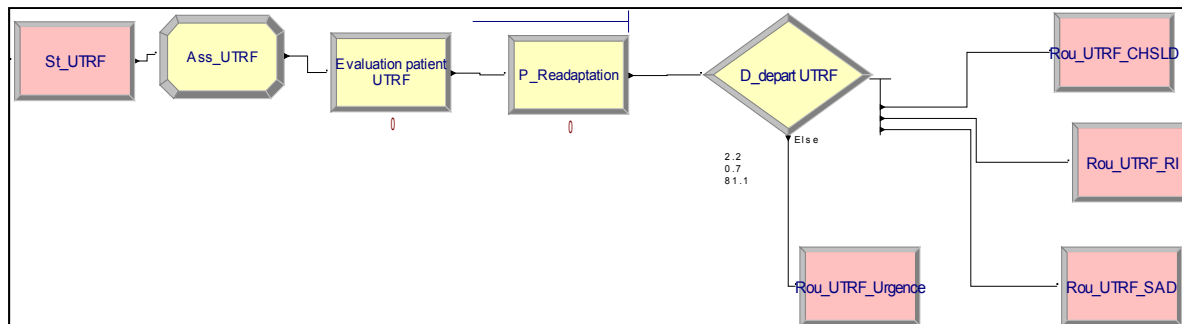 St_UTRF
Ass_UTRF
Evaluation patient
UTRF
0
P_Readaptation
0
D_depart UTRF
Else
2.2
0.7
81.1
Rou_UTRF_CHSLD
Rou_UTRF_RI
Rou_UTRF_SAD
Rou_UTRF_Urgence